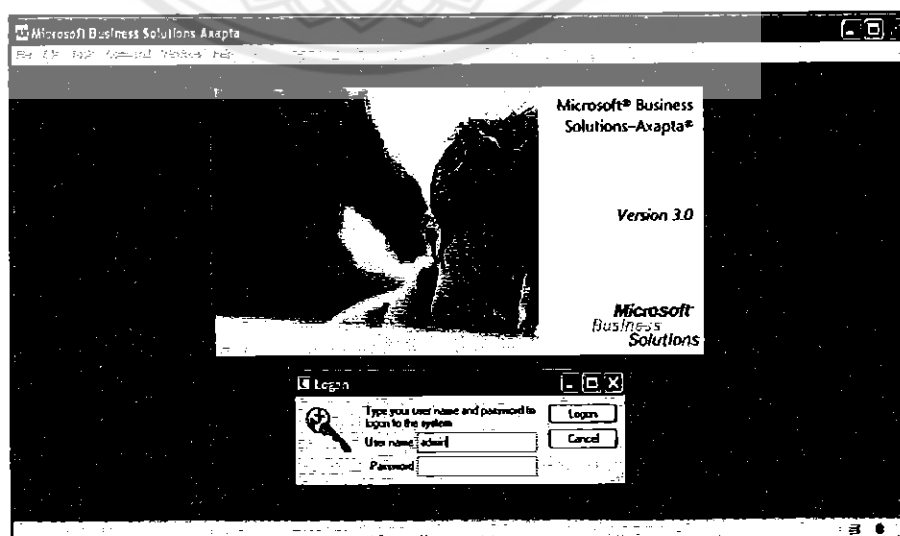 Microsoft Business Solutions Axapta
Microsoft® Business
Solutions–Axapta®
Version 3.0
Microsoft
Business
Solutions
Logon
Type your user name and password to
logon to the system
User name admin
Password
Logon
Cancel